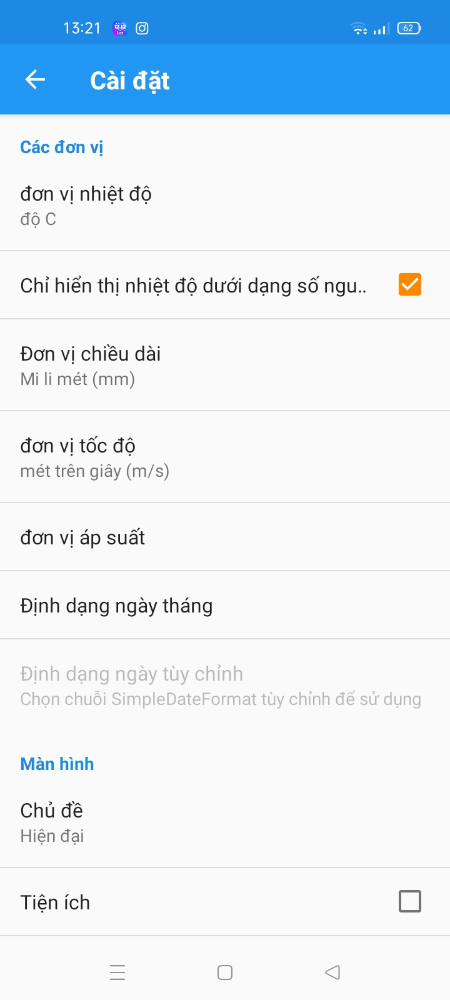 13:21
12.12
Laz
62
Cài đặt
Các đơn vị
đơn vị nhiệt độ
độ C
Chỉ hiển thị nhiệt độ dưới dạng số ngu..
Đơn vị chiều dài
Mi li mét (mm)
đơn vị tốc độ
mét trên giây (m/s)
đơn vị áp suất
Định dạng ngày tháng
Định dạng ngày tùy chỉnh
Chọn chuỗi SimpleDateFormat tùy chỉnh để sử dụng
Màn hình
Chủ đề
Hiện đại
Tiện ích